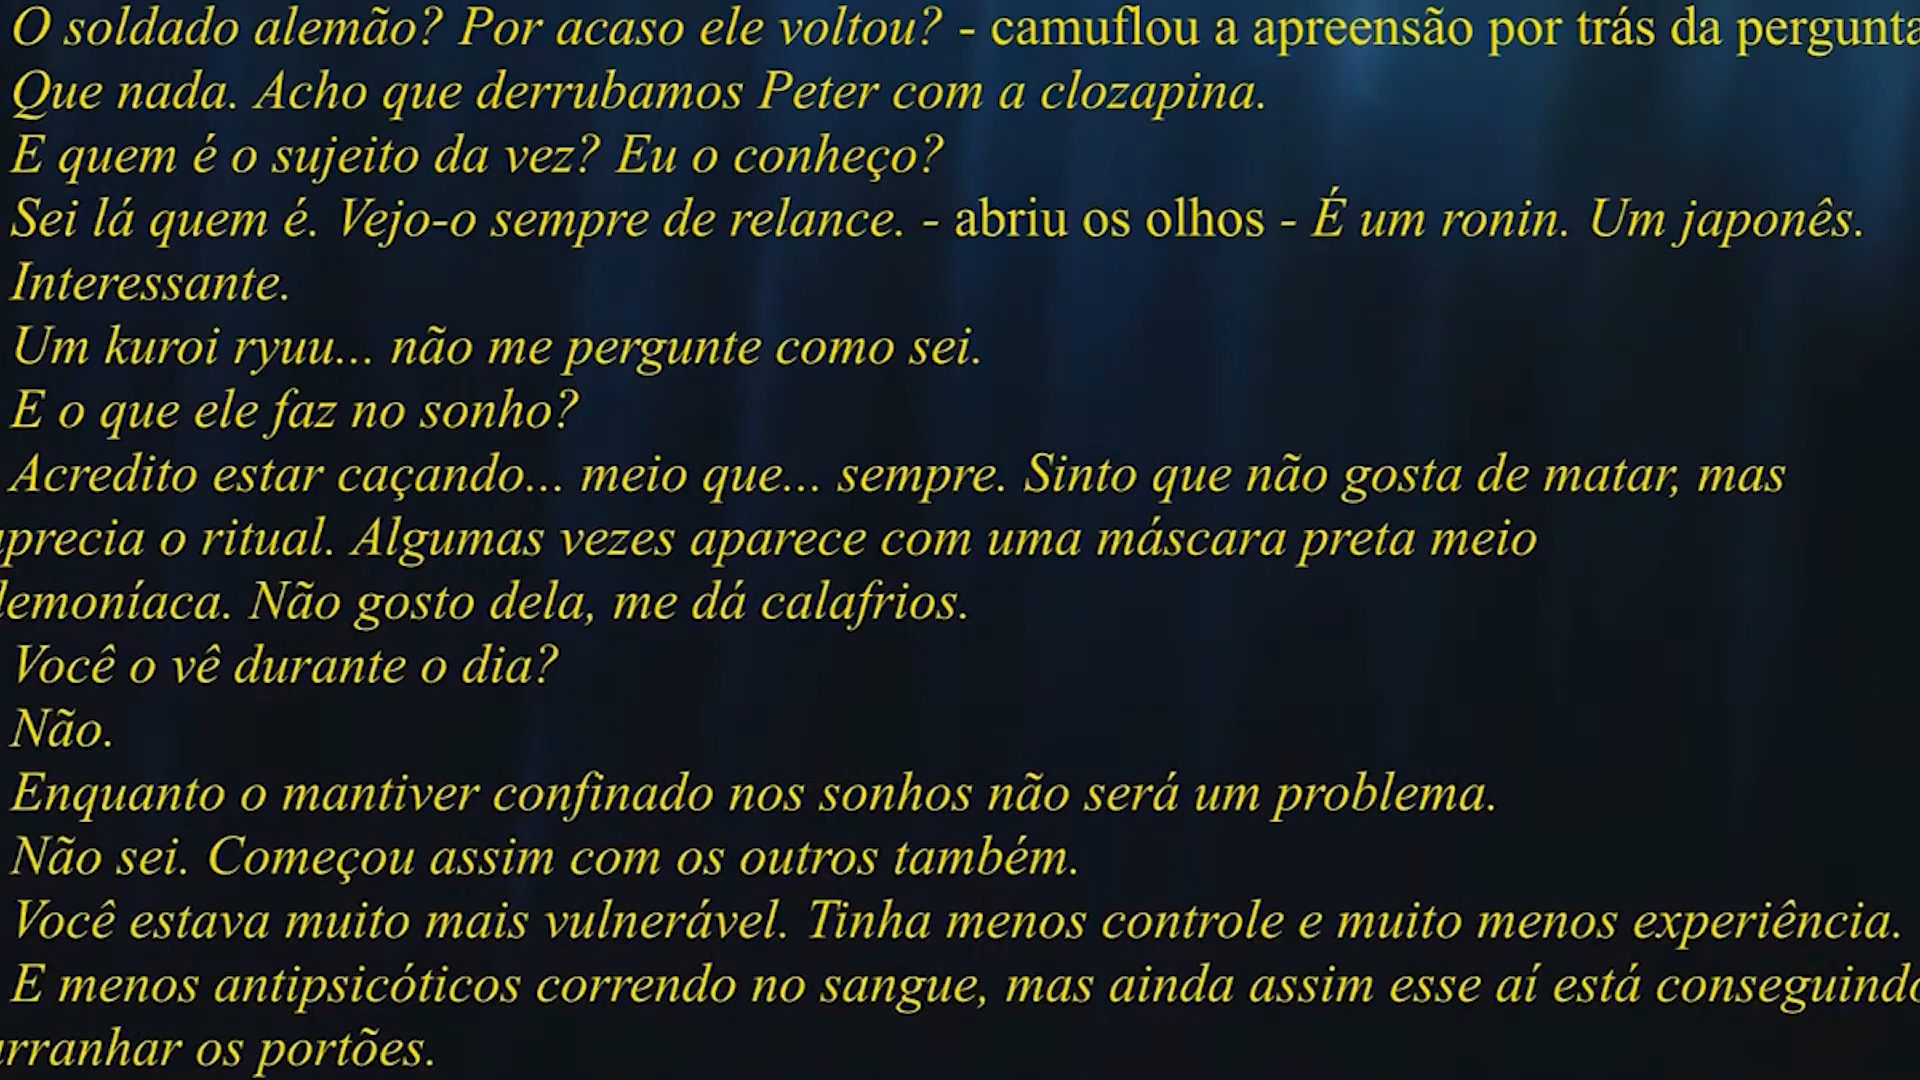 O soldado alemão? Por acaso ele voltou? - camuflou a apreensão por trás da pergunta
Que nada. Acho que derrubamos Peter com a clozapina.
E quem é o sujeito da vez? Eu o conheço?
Sei lá quem é. Vejo-o sempre de relance. - abriu os olhos - É um ronin. Um japonês.
Interessante.
Um kuroi ryuu... não me pergunte como sei.
E o que ele faz no sonho?
Acredito estar caçando... meio que... sempre. Sinto que não gosta de matar, mas
aprecia o ritual. Algumas vezes aparece com uma máscara preta meio
demoníaca. Não gosto dela, me dá calafrios.
Você o vê durante o dia?
Não.
Enquanto o mantiver confinado nos sonhos não será um problema.
Não sei. Começou assim com os outros também.
Você estava muito mais vulnerável. Tinha menos controle e muito menos experiência.
E menos antipsicóticos correndo no sangue, mas ainda assim esse aí está conseguindo
arranhar os portões.